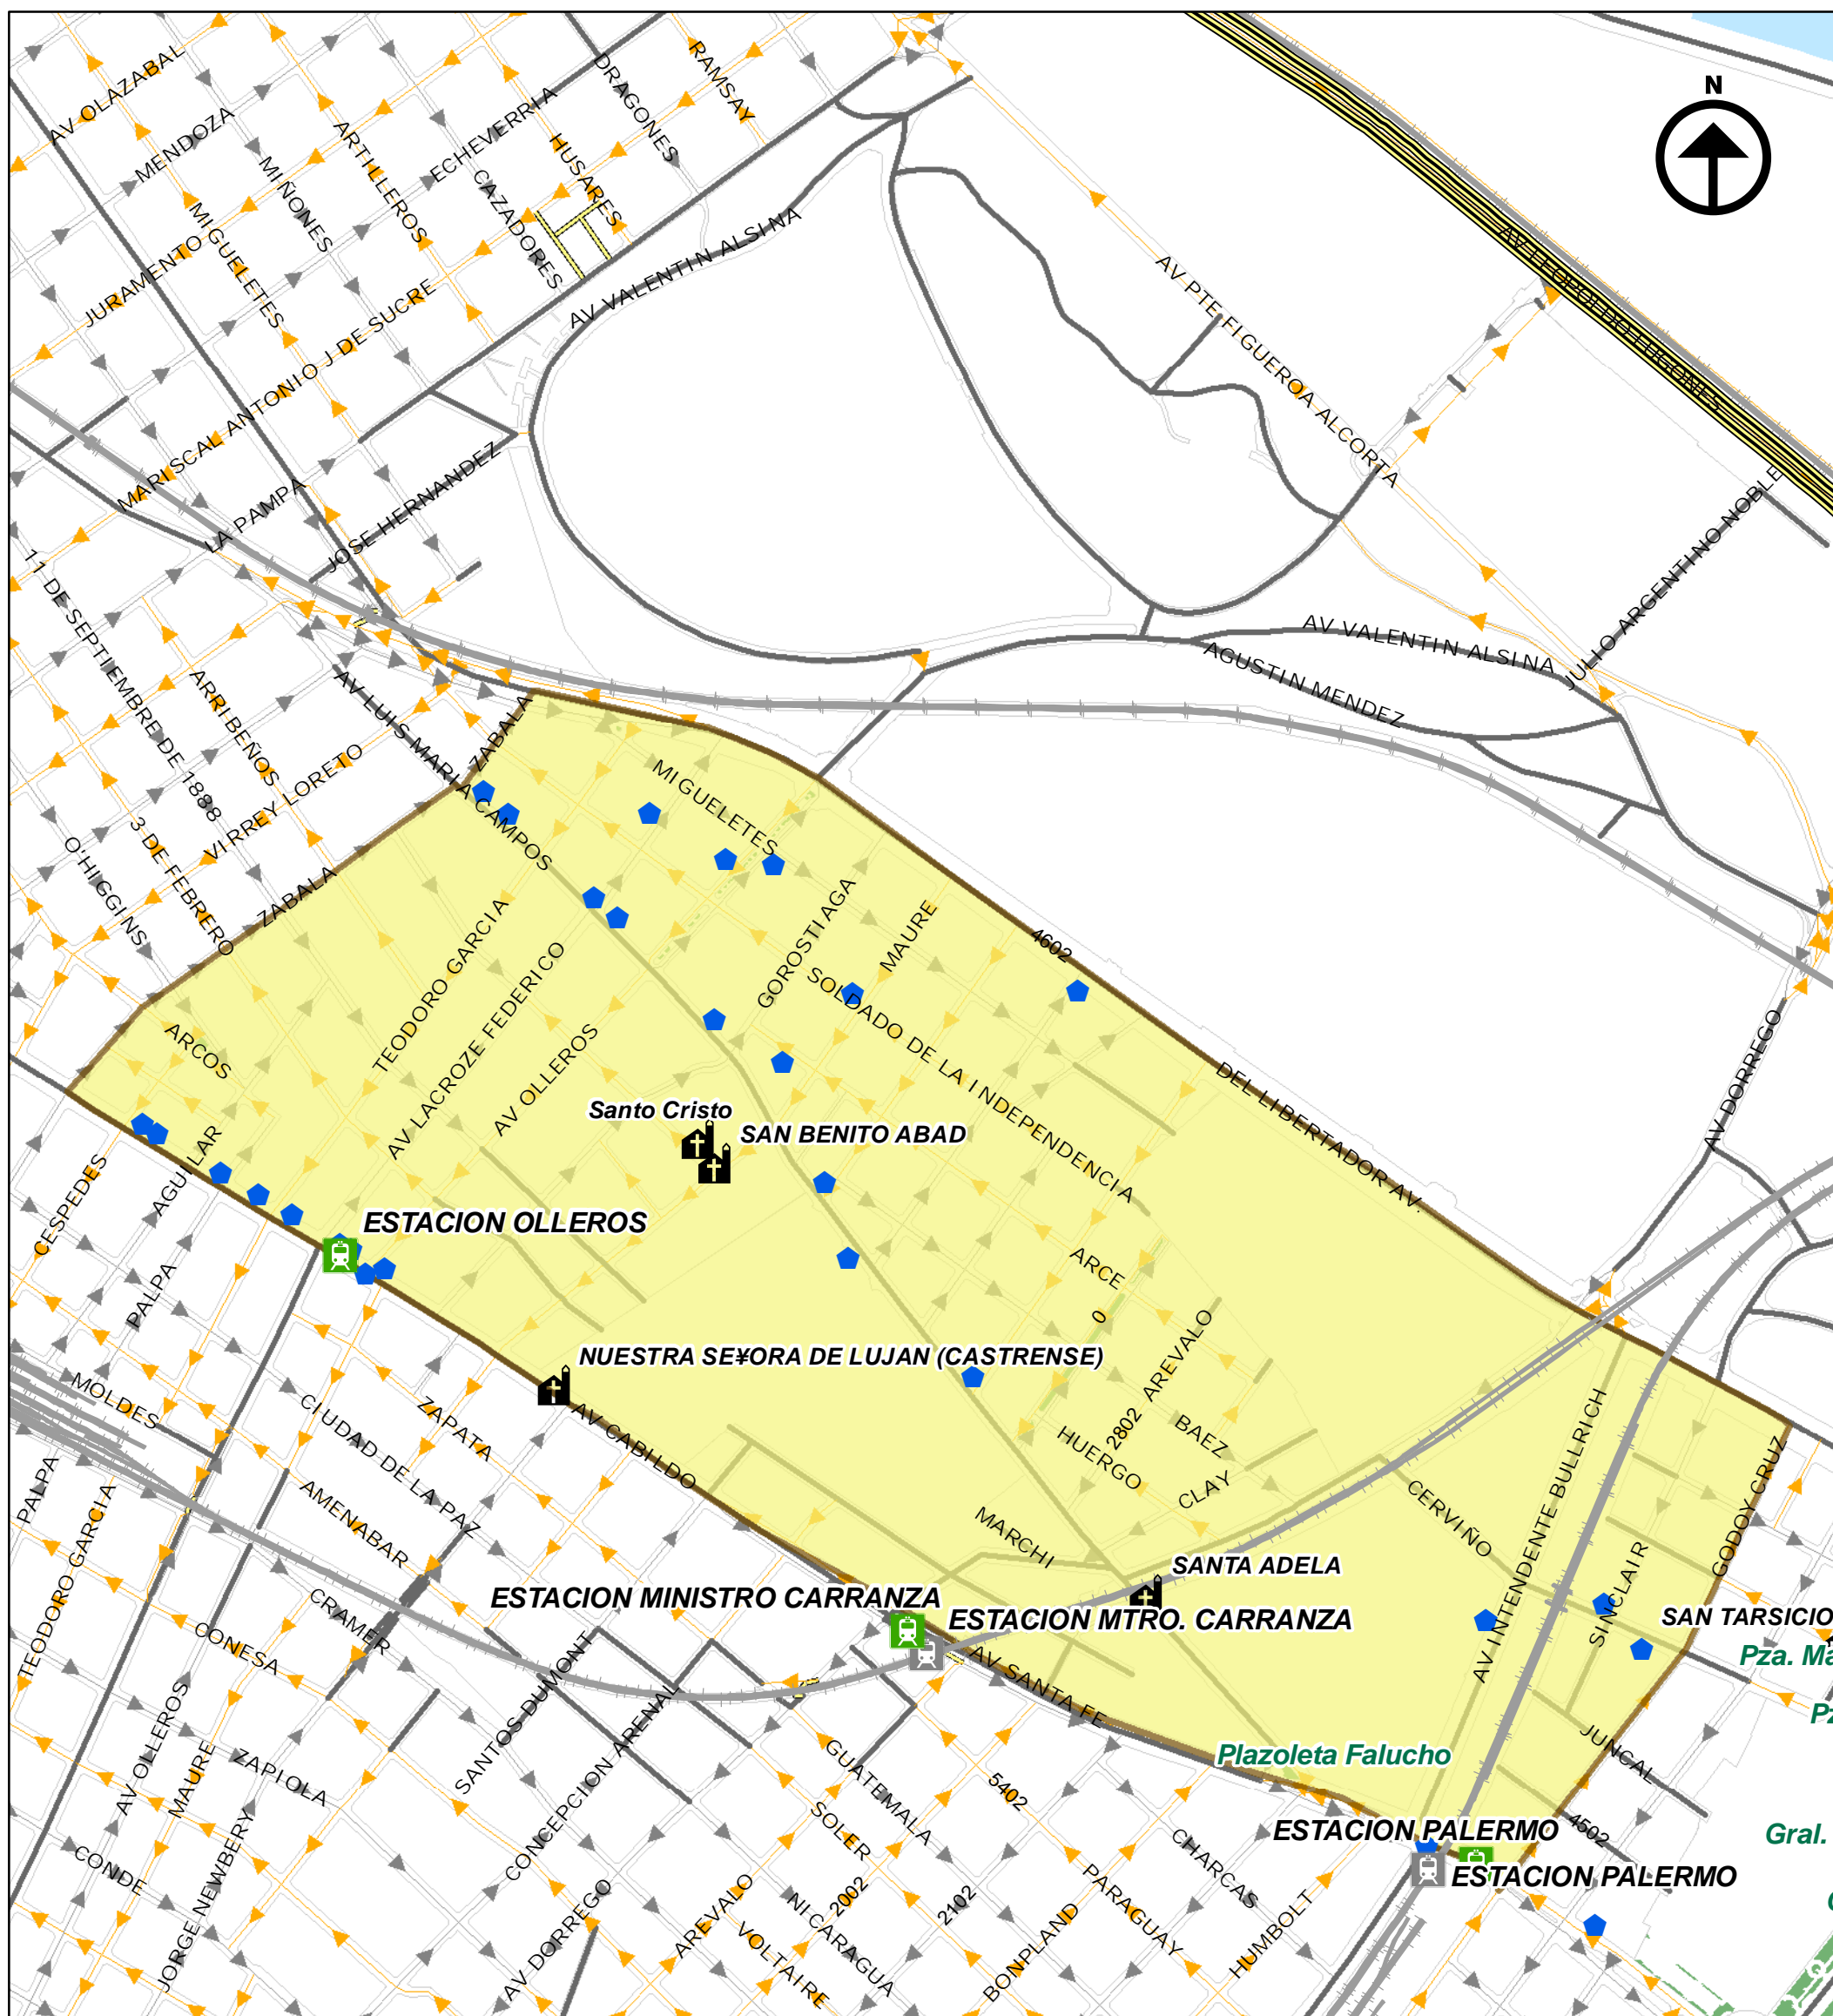 N
AV OLAZABAL
MENDOZA
MIÑONES
ARTILLEROS
ECHEVERRIA
CAZADORES
HUSARES
DRAGONES
RAMSAY
JURAMENTO
MIGUELETES
MARISCAL ANTONIO J DE SUCRE
AV VALENTIN ALSINA
AV PTE FIGUEROA ALCORTA
AV LEOPOLDO LUGONES
LA PAMPA
JOSE HERNANDEZ
JULIO ARGENTINO NOBLE
11 DE SEPTIEMBRE DE 1888
ARRIBEÑOS
AV LUIS MARIA CAMPOS
ZABALA
AV VALENTIN ALSINA
AGUSTIN MENDEZ
VIRREY LORETO
3 DE FEBRERO
O'HIGGINS
ZABALA
MIGUELETES
TEODORO GARCIA
AV LACROZE FEDERICO
AV OLLEROS
GOROSTIAGA
MAURE
4602
SOLDADO DE LA INDEPENDENCIA
ARCOS
AGUILAR
DEL LIBERTADOR AV.
AV DORREGO
Santo Cristo
SAN BENITO ABAD
CESPEDES
PALPA
ESTACION OLLEROS
ARCE
0
2802
AREVALO
NUESTRA SE¥ORA DE LUJAN (CASTRENSE)
MOLDES
PALPA
CIUDAD DE LA PAZ
ZAPATA
AV CABILDO
BAEZ
HUERGO
CLAY
CERVIÑO
AV INTENDENTE BULLRICH
GODOY CRUZ
SINCLAIR
TEODORO GARCIA
AMENABAR
MARCHI
SANTA ADELA
CRAMER
CONESA
ESTACION MINISTRO CARRANZA
ESTACION MTRO. CARRANZA
SAN TARSICIO
Pza. Ma
Pz
AV SANTA FE
AV OLLEROS
MAURE
ZAPIOLA
SANTOS DUMONT
CONCEPCION ARENAL
GUATEMALA
Plazoleta Falucho
JUNCAL
5402
SOLER
4502
ESTACION PALERMO
ESTACION PALERMO
Gral.
CONDE
JORGE NEWBERY
AV DORREGO
AREVALO
2002
VOLTAIRE
NICARAGUA
2102
BONPLAND
PARAGUAY
CHARCAS
HUMBOLT